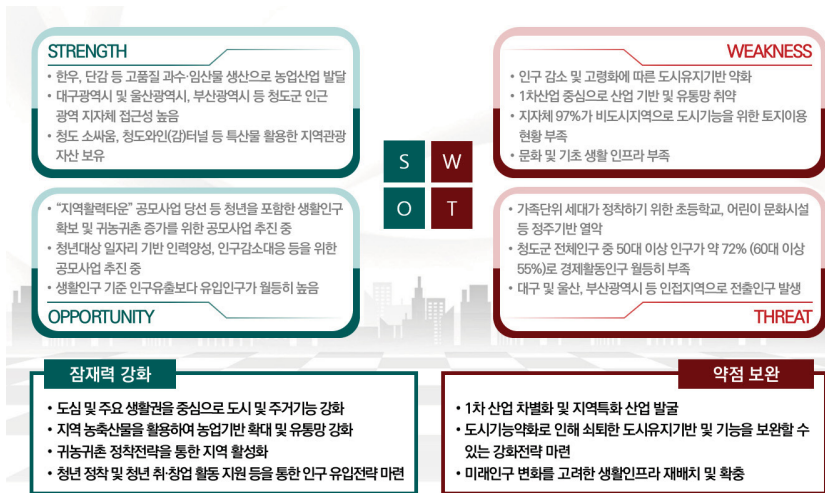 STRENGTH
• 한우, 단감 등 고품질 과수·임산물 생산으로 농업산업 발달
• 대구광역시 및 울산광역시, 부산광역시 등 청도군 인근
광역 지자체 접근성 높음
• 청도 소싸움, 청도와인(감)터널 등 특산물 활용한 지역관광
자산 보유
WEAKNESS
• 인구 감소 및 고령화에 따른 도시유지기반 약화
• 1차산업 중심으로 산업 기반 및 유통망 취약
• 지자체 97%가 비도시지역으로 도시기능을 위한 토지이용
현황 부족
• 문화 및 기초 생활 인프라 부족
S W
O T
• “지역활력타운” 공모사업 당선 등 청년을 포함한 생활인구
확보 및 귀농귀촌 증가를 위한 공모사업 추진 중
• 청년대상 일자리 기반 인력양성, 인구감소대응 등을 위한
공모사업 추진 중
• 생활인구 기준 인구유출보다 유입인구가 월등히 높음
OPPORTUNITY
• 가족단위 세대가 정착하기 위한 초등학교, 어린이 문화시설
등 정주기반 열악
• 청도군 전체인구 중 50대 이상 인구가 약 72% (60대 이상
55%)로 경제활동인구 월등히 부족
• 대구 및 울산, 부산광역시 등 인접지역으로 전출인구 발생
THREAT
잠재력 강화
• 도심 및 주요 생활권을 중심으로 도시 및 주거기능 강화
• 지역 농축산물을 활용하여 농업기반 확대 및 유통망 강화
• 귀농귀촌 정착전략을 통한 지역 활성화
• 청년 정착 및 청년 취·창업 활동 지원 등을 통한 인구 유입전략 마련
약점 보완
• 1차 산업 차별화 및 지역특화 산업 발굴
• 도시기능약화로 인해 쇠퇴한 도시유지기반 및 기능을 보완할 수
있는 강화전략 마련
• 미래인구 변화를 고려한 생활인프라 재배치 및 확충